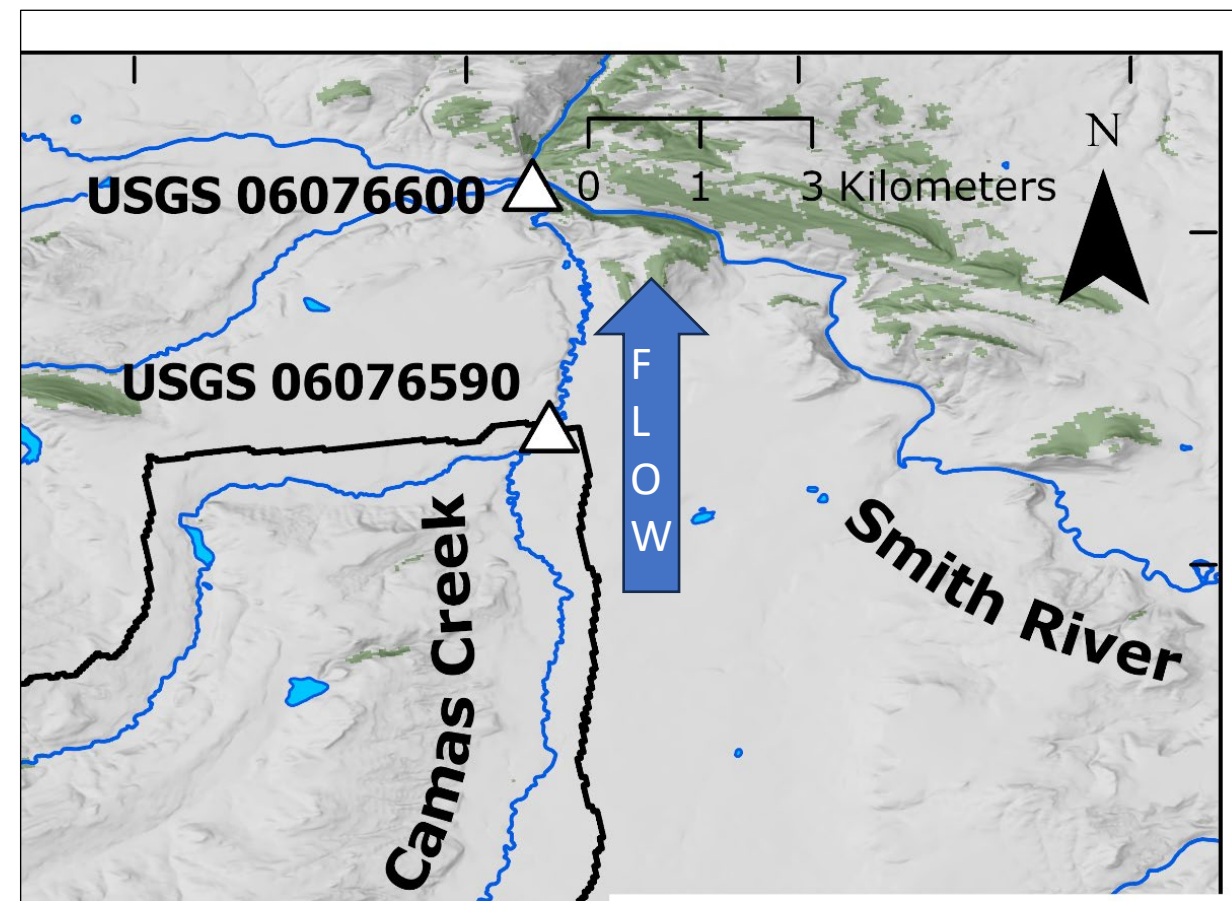 N
USGS 06076600
0 1 3 Kilometers
USGS 06076590
F
L
O
W
Camas Creek
Smith River